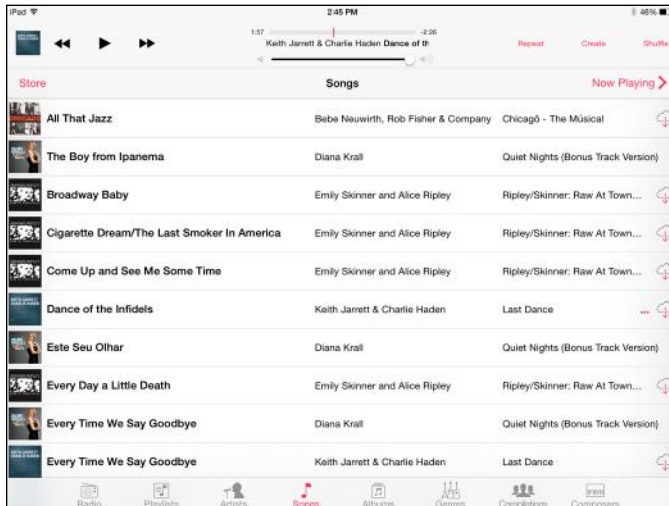 iPad 2:45 PM 46%
1:57 -2:26
Keith Jarrett & Charlie Haden Dance of th
Repeat Create Shuffle
Store Songs Now Playing
All That Jazz Bebe Neuwirth, Rob Fisher & Company Chicago - The Musical
The Boy from Ipanema Diana Krall Quiet Nights (Bonus Track Version)
Broadway Baby Emily Skinner and Alice Ripley Ripley/Skinner: Raw At Town...
Cigarette Dream/The Last Smoker In America Emily Skinner and Alice Ripley Ripley/Skinner: Raw At Town...
Come Up and See Me Some Time Emily Skinner and Alice Ripley Ripley/Skinner: Raw At Town...
Dance of the Infidels Keith Jarrett & Charlie Haden Last Dance ...
Este Seu Olhar Diana Krall Quiet Nights (Bonus Track Version)
Every Day a Little Death Emily Skinner and Alice Ripley Ripley/Skinner: Raw At Town...
Every Time We Say Goodbye Diana Krall Quiet Nights (Bonus Track Version)
Every Time We Say Goodbye Keith Jarrett & Charlie Haden Last Dance
Radio Playlists Artists Songs Albums Genres Compilations Composers